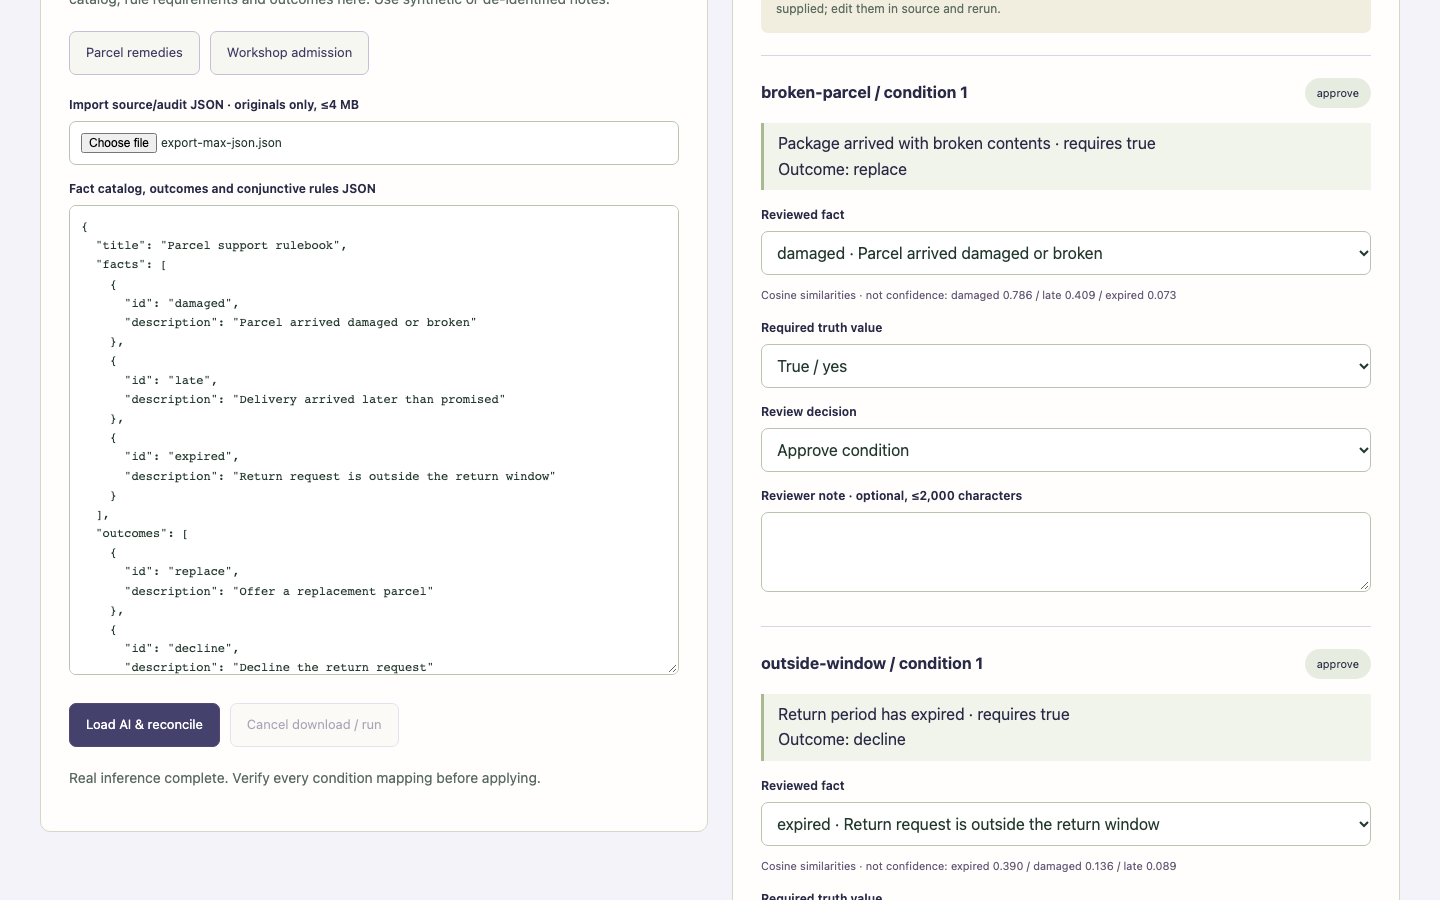 catalog, rule requirements and outcomes here. Use synthetic or de-identified notes.
Parcel remedies
Workshop admission
Import source/audit JSON · originals only, ≤4 MB
Choose file export-max-json.json
Fact catalog, outcomes and conjunctive rules JSON
{
"title": "Parcel support rulebook",
"facts": [
{
"id": "damaged",
"description": "Parcel arrived damaged or broken"
},
{
"id": "late",
"description": "Delivery arrived later than promised"
},
{
"id": "expired",
"description": "Return request is outside the return window"
}
],
"outcomes": [
{
"id": "replace",
"description": "Offer a replacement parcel"
},
{
"id": "decline",
"description": "Decline the return request"
Load AI & reconcile
Cancel download / run
Real inference complete. Verify every condition mapping before applying.
supplied; edit them in source and rerun.
broken-parcel / condition 1
approve
Package arrived with broken contents · requires true
Outcome: replace
Reviewed fact
damaged · Parcel arrived damaged or broken
Cosine similarities · not confidence: damaged 0.786 / late 0.409 / expired 0.073
Required truth value
True / yes
Review decision
Approve condition
Reviewer note · optional, ≤2,000 characters
outside-window / condition 1
approve
Return period has expired · requires true
Outcome: decline
Reviewed fact
expired · Return request is outside the return window
Cosine similarities · not confidence: expired 0.390 / damaged 0.136 / late 0.089
Required truth value